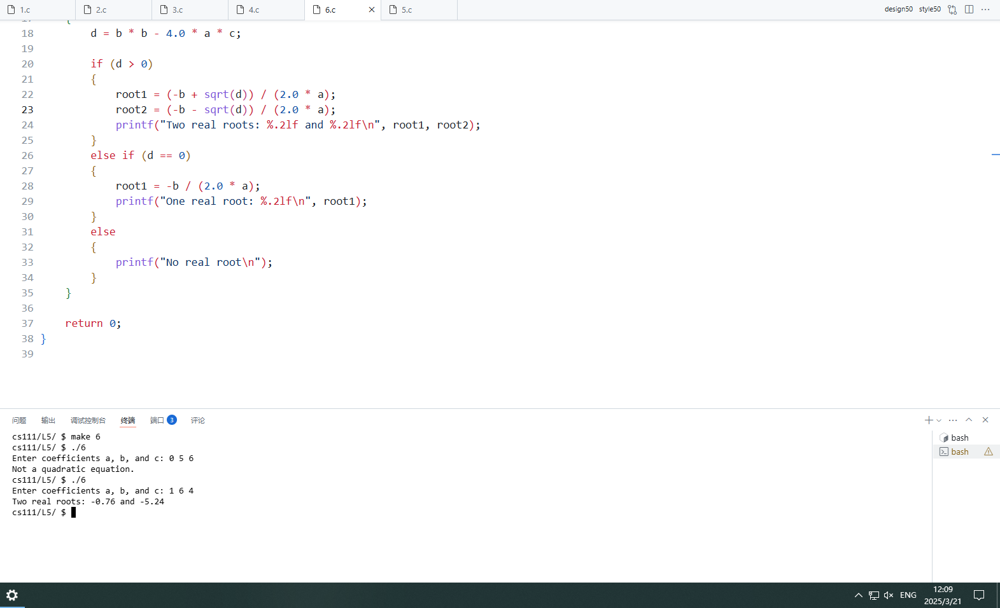 1.c 2.c 3.c 4.c 6.c 5.c design50 style50
18 d = b * b - 4.0 * a * c;
19
20 if (d > 0)
21 {
22 root1 = (-b + sqrt(d)) / (2.0 * a);
23 root2 = (-b - sqrt(d)) / (2.0 * a);
24 printf("Two real roots: %.2lf and %.2lf\n", root1, root2);
25 }
26 else if (d == 0)
27 {
28 root1 = -b / (2.0 * a);
29 printf("One real root: %.2lf\n", root1);
30 }
31 else
32 {
33 printf("No real root\n");
34 }
35 }
36
37 return 0;
38 }
39
问题 输出 调试控制台 终端 端口 3 评论
cs111/L5/ $ make 6
cs111/L5/ $ ./6
Enter coefficients a, b, and c: 0 5 6
Not a quadratic equation.
cs111/L5/ $ ./6
Enter coefficients a, b, and c: 1 6 4
Two real roots: -0.76 and -5.24
cs111/L5/ $
bash
bash
ENG
12:09
2025/3/21